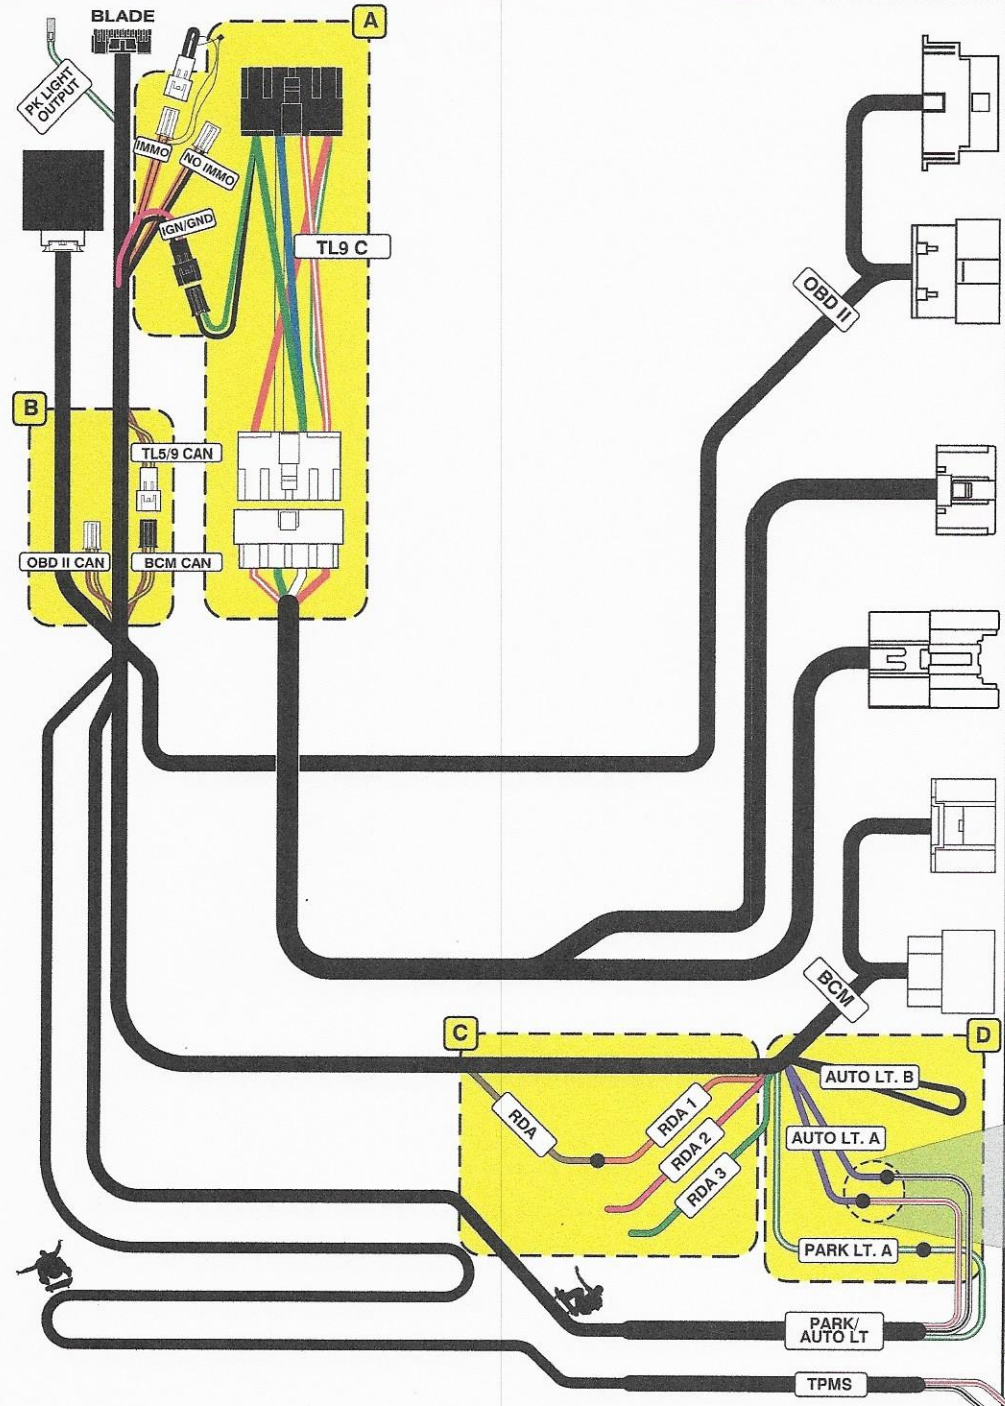 BLADE
A
PK LIGHT
OUTPUT
IMMO
NO IMMO
IGN/GND
TL9 C
OBD II
B
TL5/9 CAN
OBD II CAN
BCM CAN
BCM
C
D
AUTO LT. B
RDA
RDA 1
RDA 2
RDA 3
AUTO LT. A
PARK LT. A
PARK/
AUTO LT
TPMS